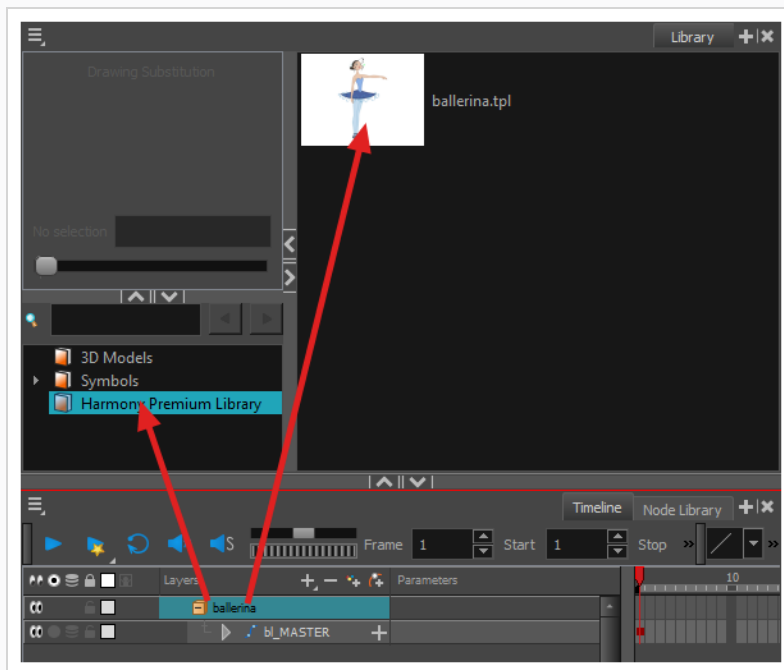 Library
Drawing Substitution
ballerina.tpl
No selection
3D Models
Symbols
Harmony Premium Library
Timeline
Node Library
S
Frame 1 Start 1 Stop
Layers Parameters 10
ballerina
bl_MASTER